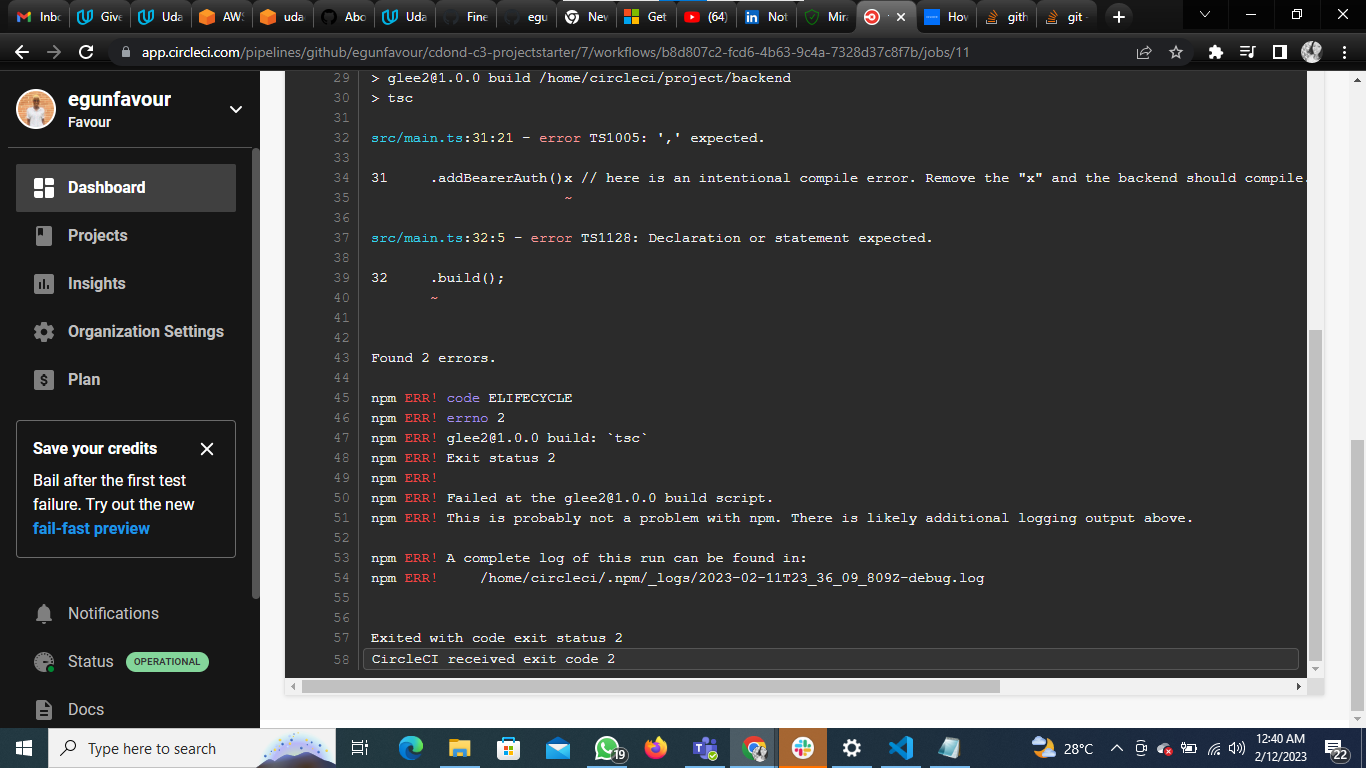 Inbo
Give
Uda
AWS
uda
Abo
Uda
Fine
egu
Nev
Get
(64)
Not
Mira
How
gith
git -
app.circleci.com/pipelines/github/egunfavour/cdond-c3-projectstarter/7/workflows/b8d807c2-fcd6-4b63-9c4a-7328d37c8f7b/jobs/11
egunfavour
Favour
Dashboard
Projects
Insights
Organization Settings
Plan
Save your credits
Bail after the first test
failure. Try out the new
fail-fast preview
Notifications
Status OPERATIONAL
Docs
29 > glee2@1.0.0 build /home/circleci/project/backend
30 > tsc
31
32 src/main.ts:31:21 - error TS1005: ',' expected.
33
34 31 .addBearerAuth()x // here is an intentional compile error. Remove the "x" and the backend should compile.
35 ~
36
37 src/main.ts:32:5 - error TS1128: Declaration or statement expected.
38
39 32 .build();
40 ~
41
42
43 Found 2 errors.
44
45 npm ERR! code ELIFECYCLE
46 npm ERR! errno 2
47 npm ERR! glee2@1.0.0 build: `tsc`
48 npm ERR! Exit status 2
49 npm ERR!
50 npm ERR! Failed at the glee2@1.0.0 build script.
51 npm ERR! This is probably not a problem with npm. There is likely additional logging output above.
52
53 npm ERR! A complete log of this run can be found in:
54 npm ERR! /home/circleci/.npm/_logs/2023-02-11T23_36_09_809Z-debug.log
55
56
57 Exited with code exit status 2
58 CircleCI received exit code 2
Type here to search
19
28°C
12:40 AM
2/12/2023
22